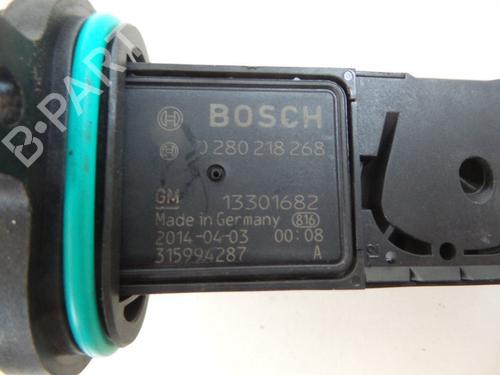 B-PARTS
BOSCH
0 280 218 268
GM 13301682
Made in Germany 816
2014-04-03 00:08
315994287 A